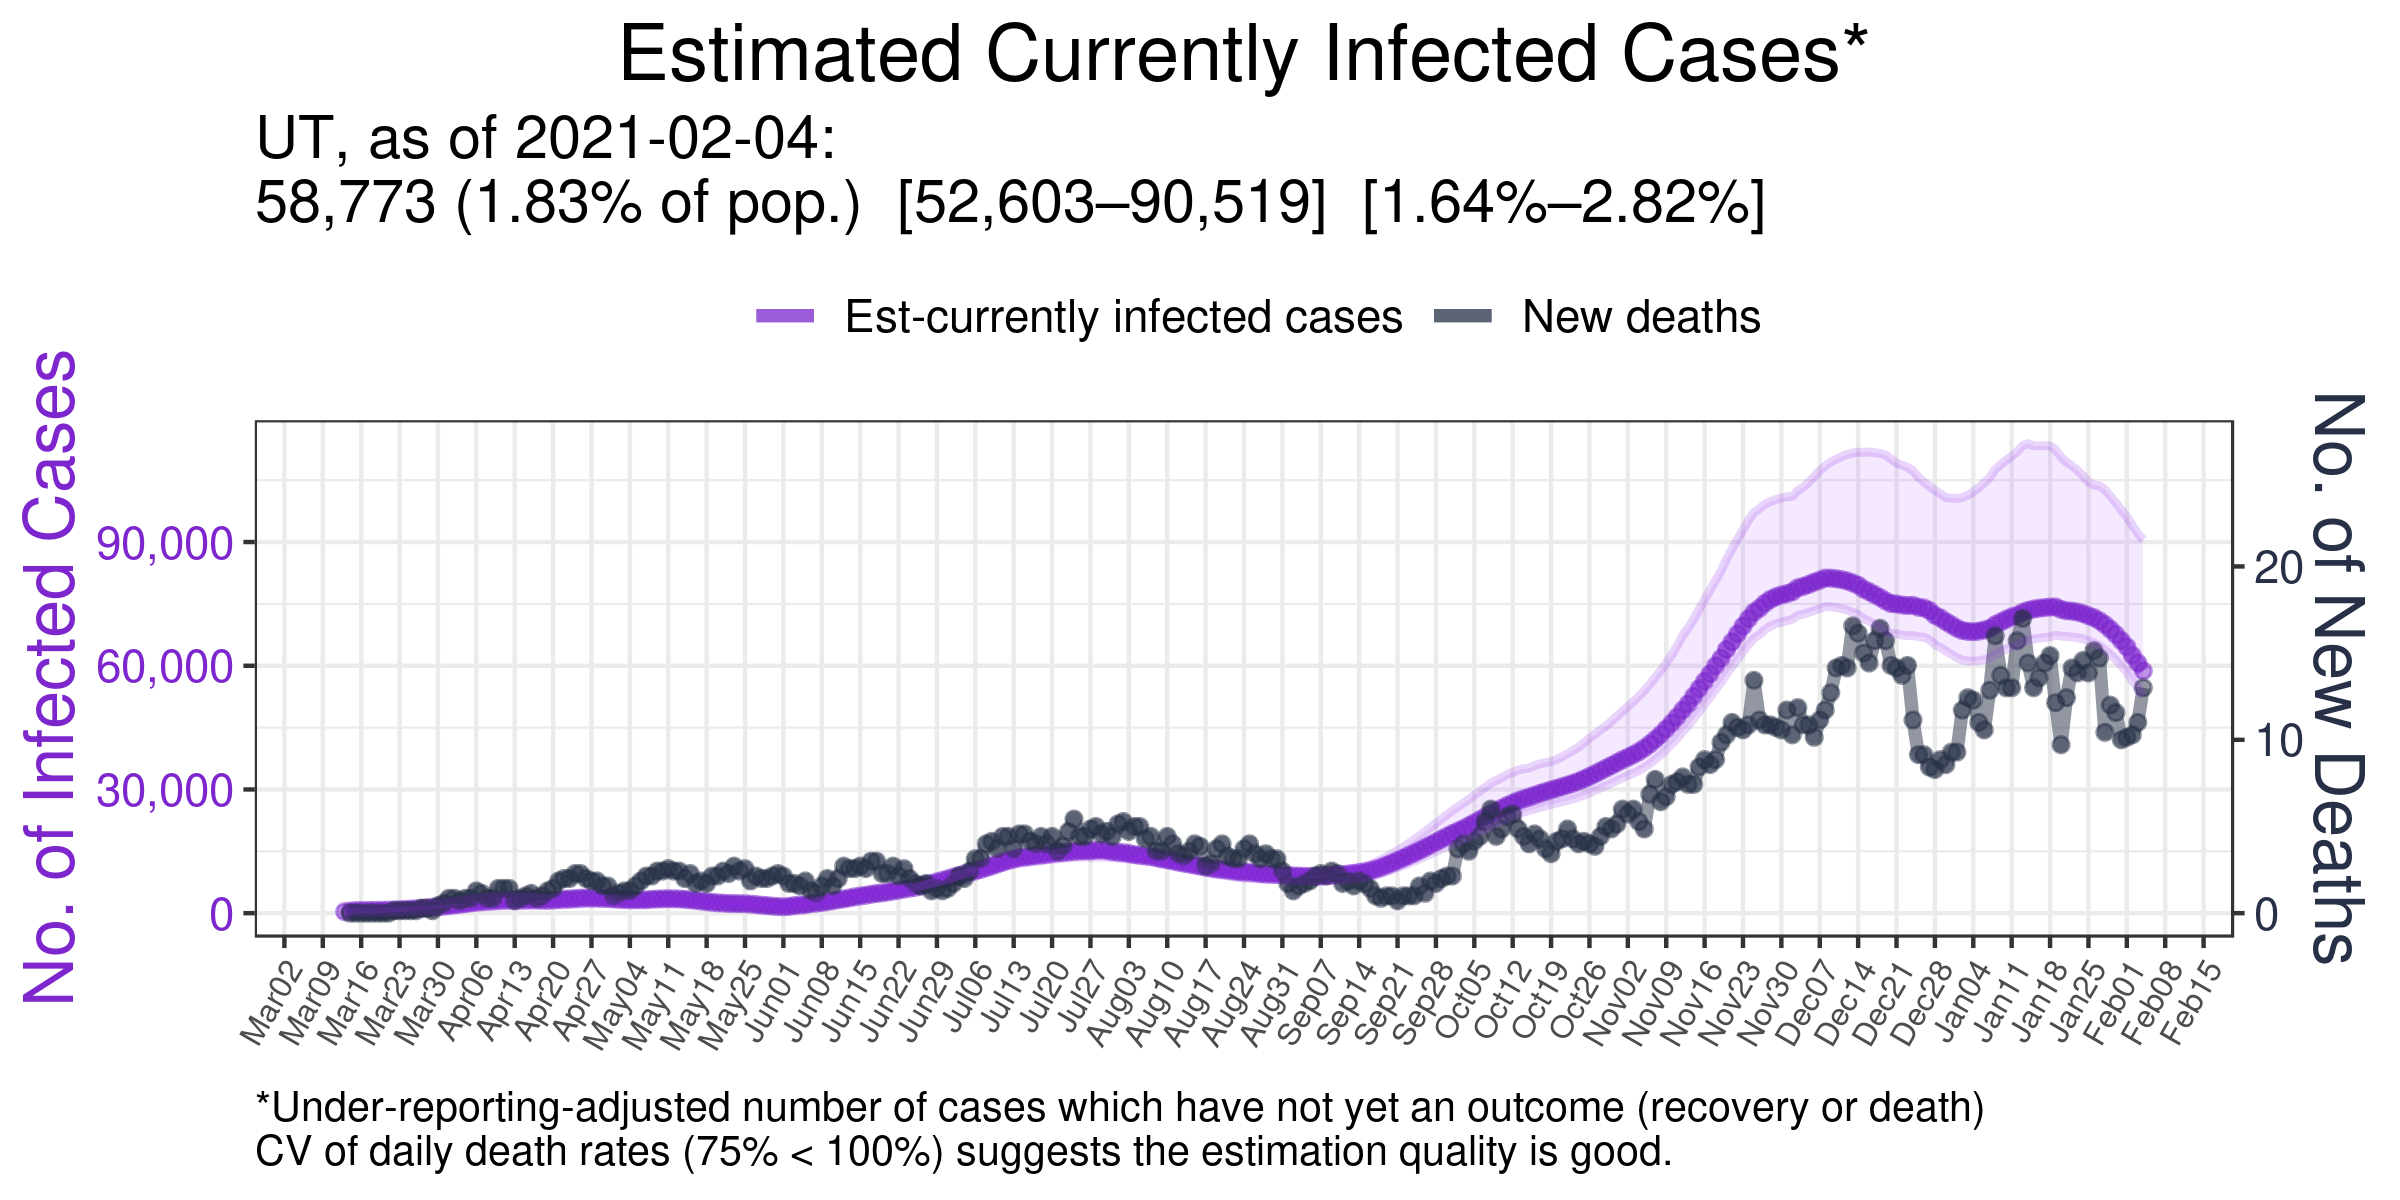 Estimated Currently Infected Cases*
UT, as of 2021-02-04:
58,773 (1.83% of pop.) [52,603–90,519] [1.64%–2.82%]
Est-currently infected cases New deaths
No. of Infected Cases
90,000
60,000
30,000
0
20
10
0
No. of New Deaths
Mar02 Mar09 Mar16 Mar23 Mar30 Apr06 Apr13 Apr20 Apr27 May04 May11 May18 May25 Jun01 Jun08 Jun15 Jun22 Jun29 Jul06 Jul13 Jul20 Jul27 Aug03 Aug10 Aug17 Aug24 Aug31 Sep07 Sep14 Sep21 Sep28 Oct05 Oct12 Oct19 Oct26 Nov02 Nov09 Nov16 Nov23 Nov30 Dec07 Dec14 Dec21 Dec28 Jan04 Jan11 Jan18 Jan25 Feb01 Feb08 Feb15
*Under-reporting-adjusted number of cases which have not yet an outcome (recovery or death)
CV of daily death rates (75% < 100%) suggests the estimation quality is good.